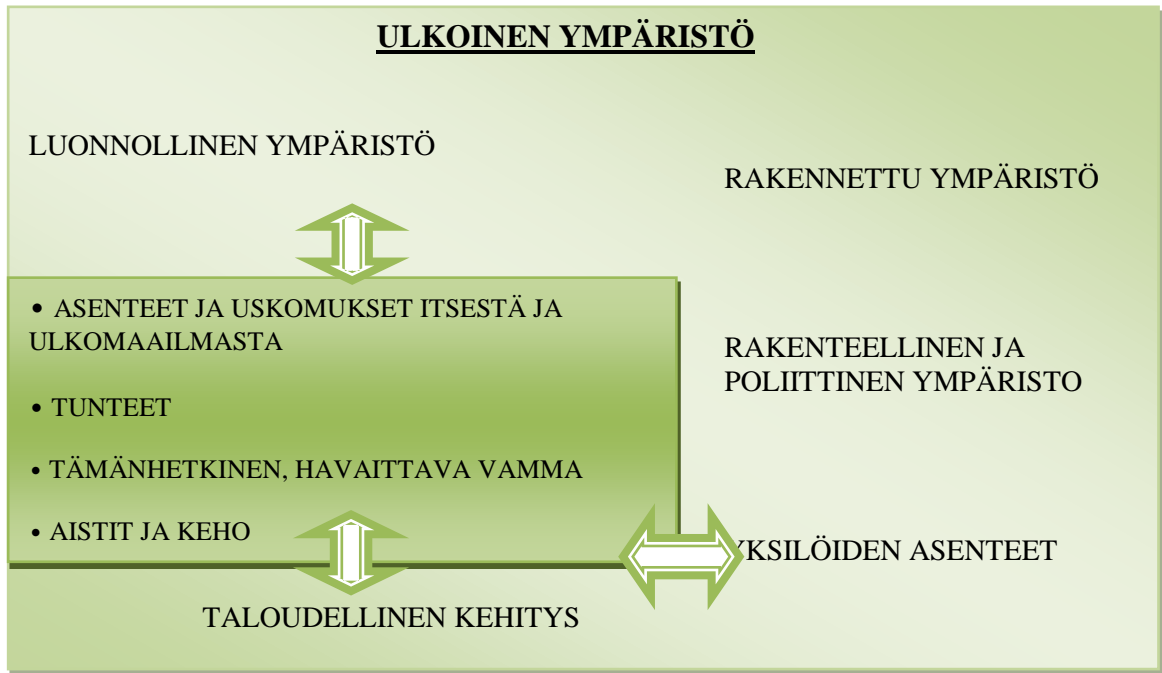 ULKOINEN YMPÄRISTÖ
LUONNOLLINEN YMPÄRISTÖ
RAKENNETTU YMPÄRISTÖ
• ASENTEET JA USKOMUKSET ITSESTÄ JA
ULKOMAAILMASTA
• TUNTEET
• TÄMÄNHETKINEN, HAVAITTAVA VAMMA
• AISTIT JA KEHO
RAKENTEELLINEN JA
POLIITTINEN YMPÄRISTO
YKSILÖIDEN ASENTEET
TALOUDELLINEN KEHITYS